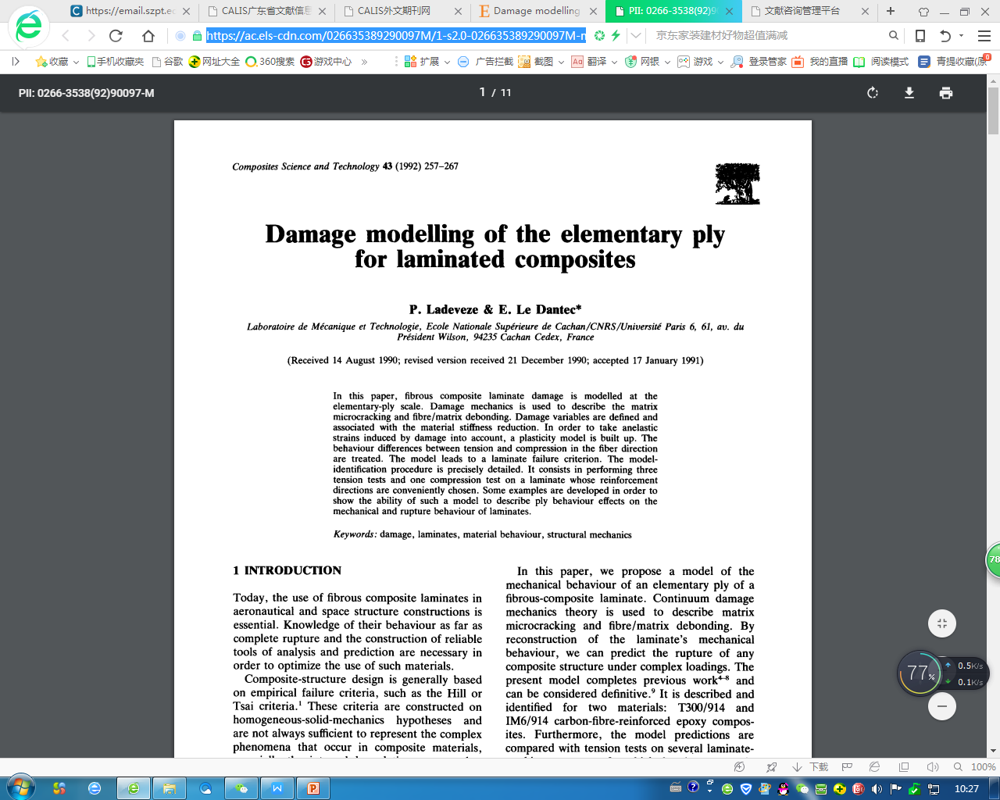 https://email.szpt.ec
CALIS广东省文献信息
CALIS外文期刊网
Damage modelling
PII: 0266-3538(92)90
文献咨询管理平台
https://ac.els-cdn.com/026635389290097M/1-s2.0-026635389290097M-m
京东家装建材好物超值满减
收藏 手机收藏夹 谷歌 网址大全 360搜索 游戏中心 » 扩展 广告拦截 截图 翻译 网银 游戏 登录管家 我的直播 阅读模式 青提收藏(原
PII: 0266-3538(92)90097-M
1 / 11
Composites Science and Technology 43 (1992) 257–267
Damage modelling of the elementary ply
for laminated composites
P. Ladeveze & E. Le Dantec*
Laboratoire de Mécanique et Technologie, Ecole Nationale Supérieure de Cachan/CNRS/Université Paris 6, 61, av. du
Président Wilson, 94235 Cachan Cedex, France
(Received 14 August 1990; revised version received 21 December 1990; accepted 17 January 1991)
In this paper, fibrous composite laminate damage is modelled at the
elementary-ply scale. Damage mechanics is used to describe the matrix
microcracking and fibre/matrix debonding. Damage variables are defined and
associated with the material stiffness reduction. In order to take anelastic
strains induced by damage into account, a plasticity model is built up. The
behaviour differences between tension and compression in the fiber direction
are treated. The model leads to a laminate failure criterion. The model-
identification procedure is precisely detailed. It consists in performing three
tension tests and one compression test on a laminate whose reinforcement
directions are conveniently chosen. Some examples are developed in order to
show the ability of such a model to describe ply behaviour effects on the
mechanical and rupture behaviour of laminates.
Keywords: damage, laminates, material behaviour, structural mechanics
1 INTRODUCTION
Today, the use of fibrous composite laminates in
aeronautical and space structure constructions is
essential. Knowledge of their behaviour as far as
complete rupture and the construction of reliable
tools of analysis and prediction are necessary in
order to optimize the use of such materials.
Composite-structure design is generally based
on empirical failure criteria, such as the Hill or
Tsai criteria.1 These criteria are constructed on
homogeneous-solid-mechanics hypotheses and
are not always sufficient to represent the complex
phenomena that occur in composite materials,
In this paper, we propose a model of the
mechanical behaviour of an elementary ply of a
fibrous-composite laminate. Continuum damage
mechanics theory is used to describe matrix
microcracking and fibre/matrix debonding. By
reconstruction of the laminate's mechanical
behaviour, we can predict the rupture of any
composite structure under complex loadings. The
present model completes previous work4–8 and
can be considered definitive.9 It is described and
identified for two materials: T300/914 and
IM6/914 carbon-fibre-reinforced epoxy compos-
ites. Furthermore, the model predictions are
compared with tension tests on several laminate-
78
77%
0.5K/s
0.1K/s
下载
100%
10:27